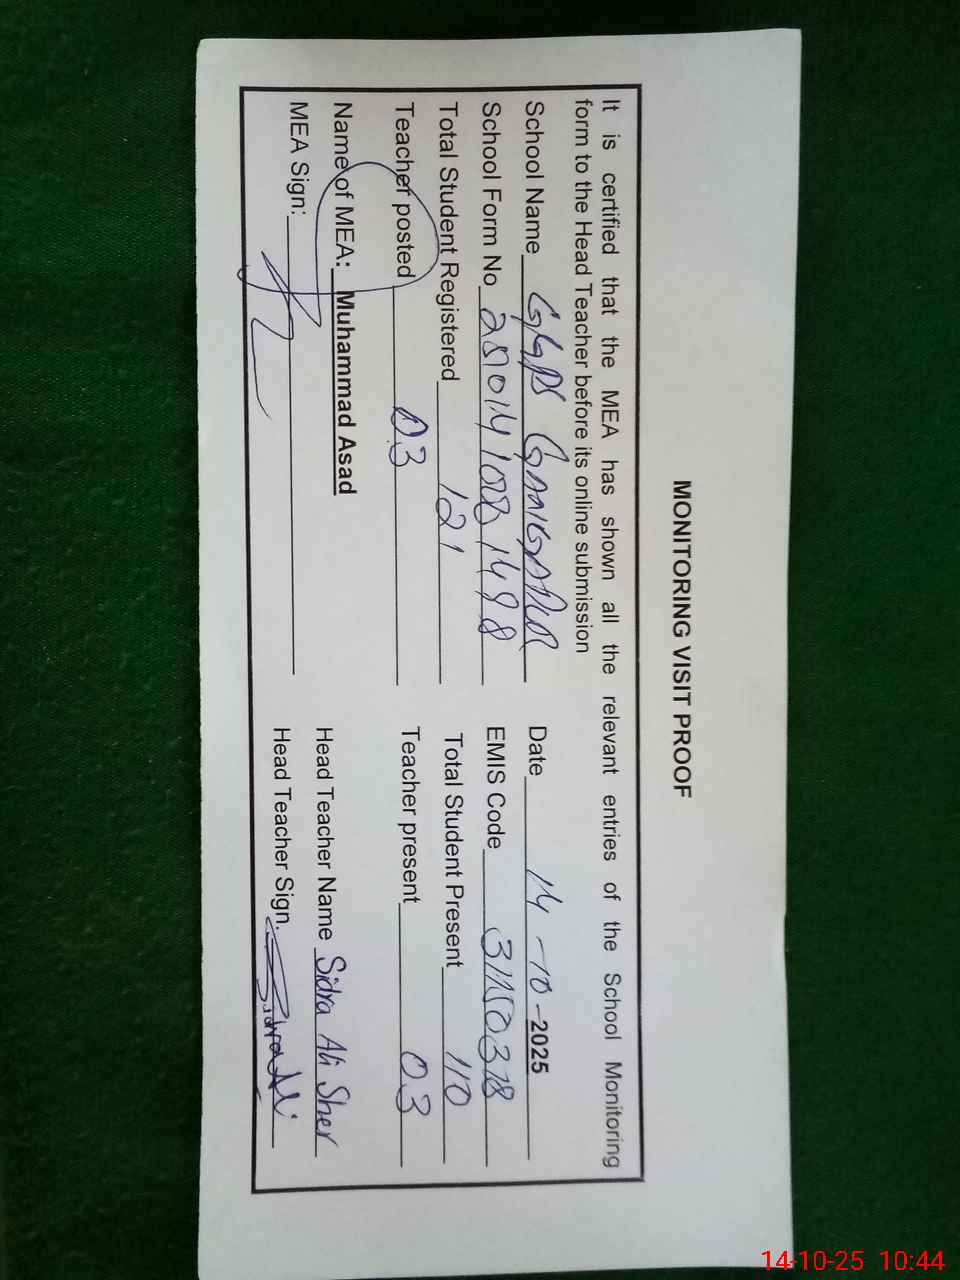 MONITORING VISIT PROOF
It is certified that the MEA has shown all the relevant entries of the School Monitoring
form to the Head Teacher before its online submission
School Name GGPS Date 14-10-2025
School Form No EMIS Code
Total Student Registered 121 Total Student Present 110
Teacher posted 03 Teacher present 03
Name of MEA: Muhammad Asad Head Teacher Name Sidra Ali Sher
MEA Sign: Head Teacher Sign. Sidra Ali
14-10-25 10:44